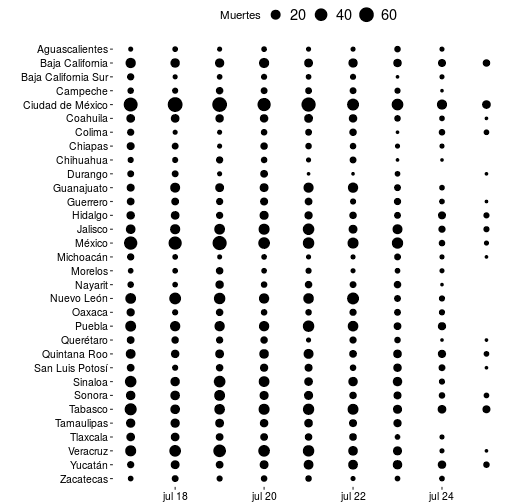 Muertes 20 40 60
Aguascalientes
Baja California
Baja California Sur
Campeche
Ciudad de México
Coahuila
Colima
Chiapas
Chihuahua
Durango
Guanajuato
Guerrero
Hidalgo
Jalisco
México
Michoacán
Morelos
Nayarit
Nuevo León
Oaxaca
Puebla
Querétaro
Quintana Roo
San Luis Potosí
Sinaloa
Sonora
Tabasco
Tamaulipas
Tlaxcala
Veracruz
Yucatán
Zacatecas
jul 18 jul 20 jul 22 jul 24